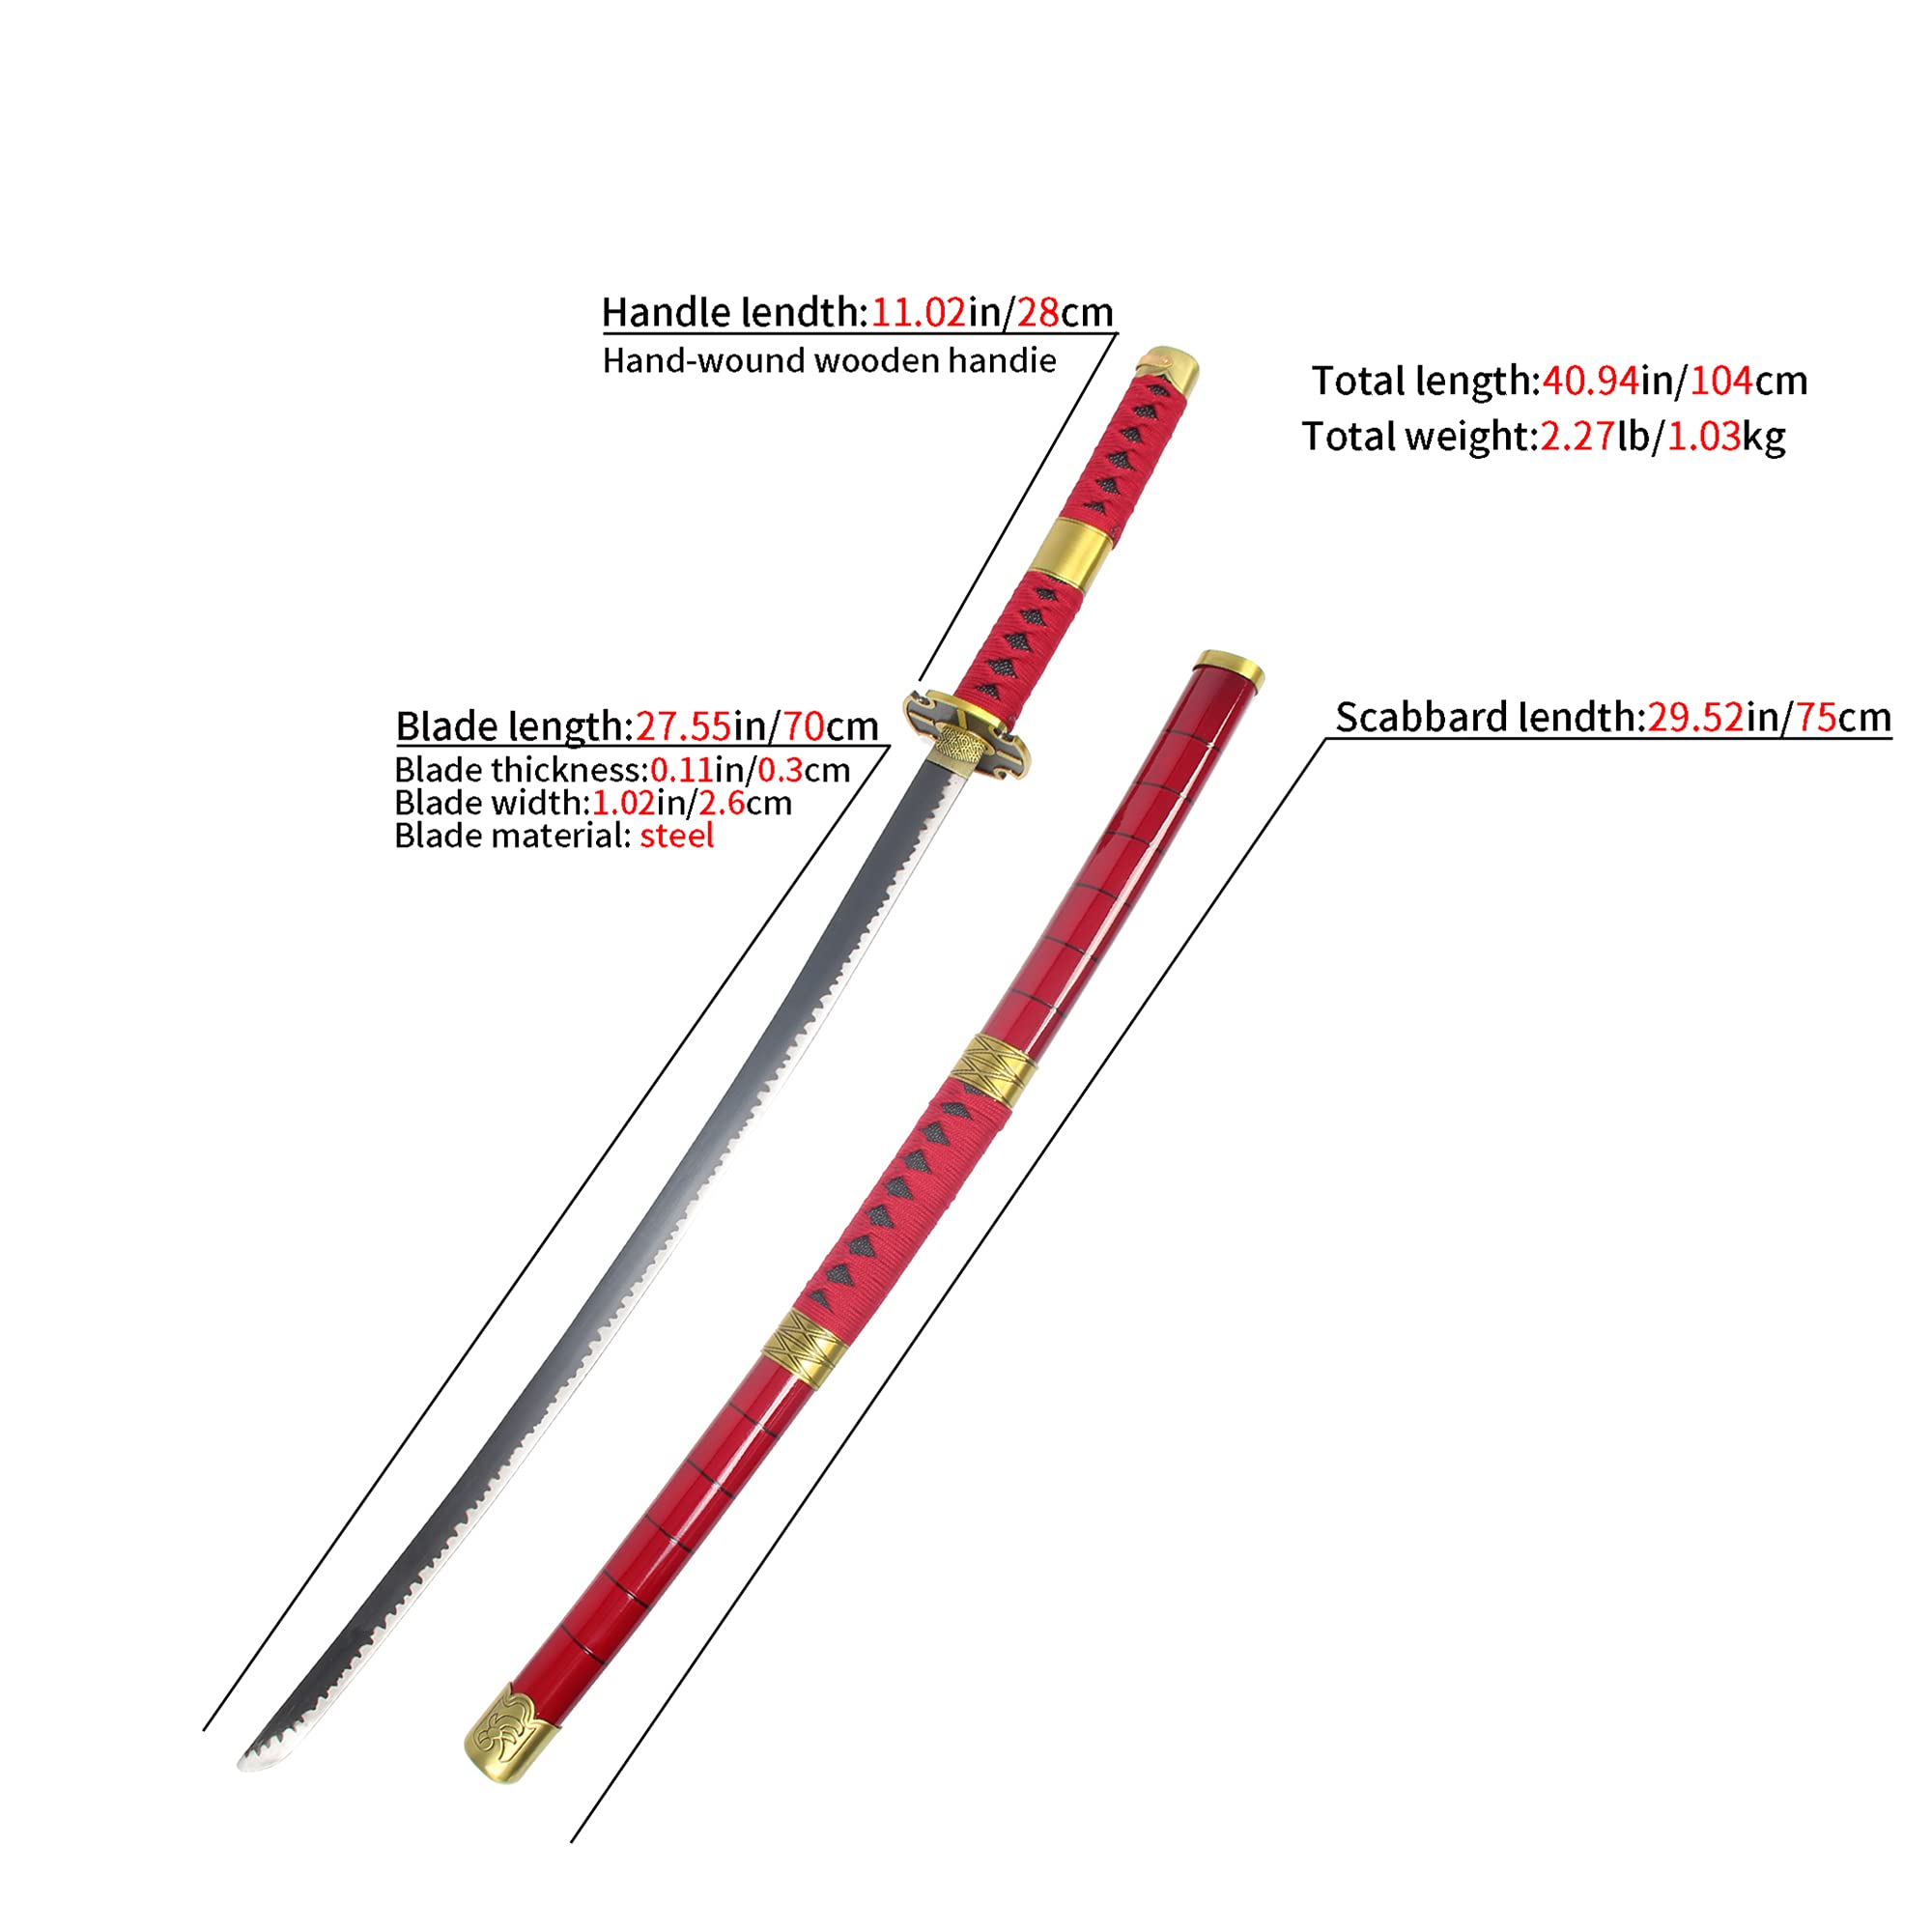 Handle lendth:11.02in/28cm
Hand-wound wooden handie
Total length:40.94in/104cm
Total weight:2.27lb/1.03kg
Blade length:27.55in/70cm
Blade thickness:0.11in/0.3cm
Blade width:1.02in/2.6cm
Blade material: steel
Scabbard lendth:29.52in/75cm